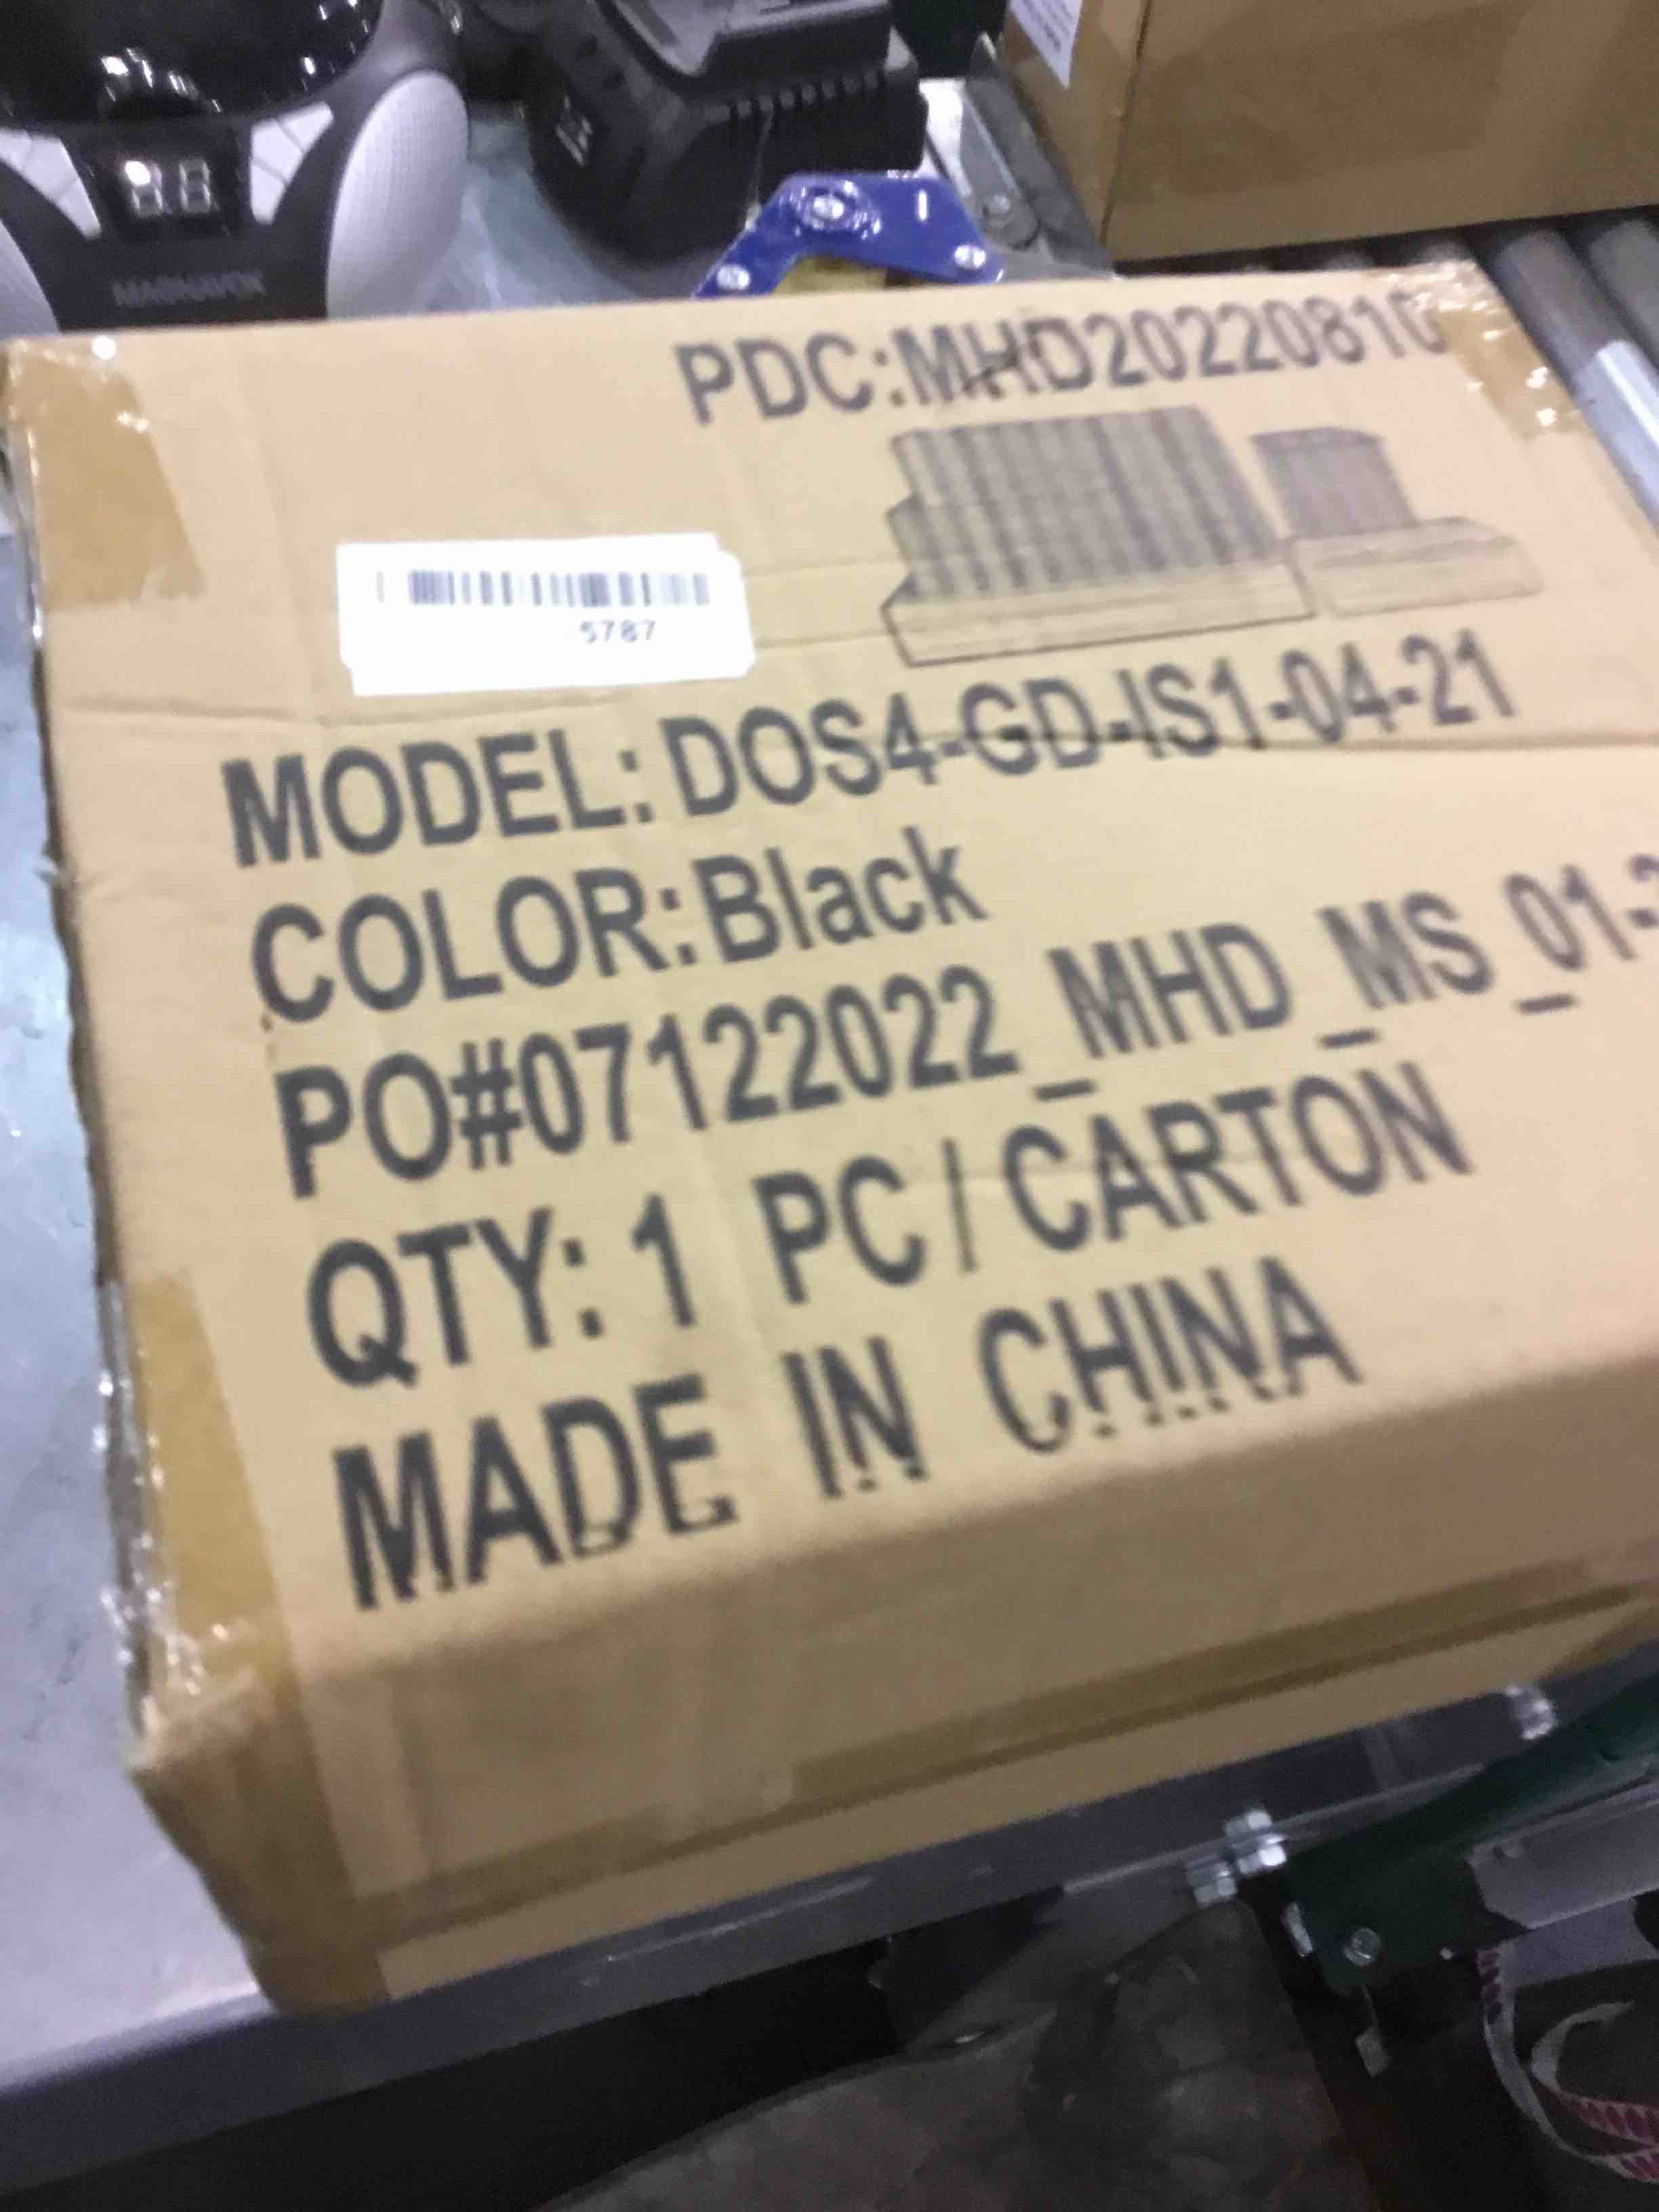 MAGNAVOX
PDC:MHD20220810
5787
MODEL: DOS4-GD-IS1-04-21
COLOR:Black
PO#07122022_MHD_MS_01-
QTY: 1 PC / CARTON
MADE IN CHINA